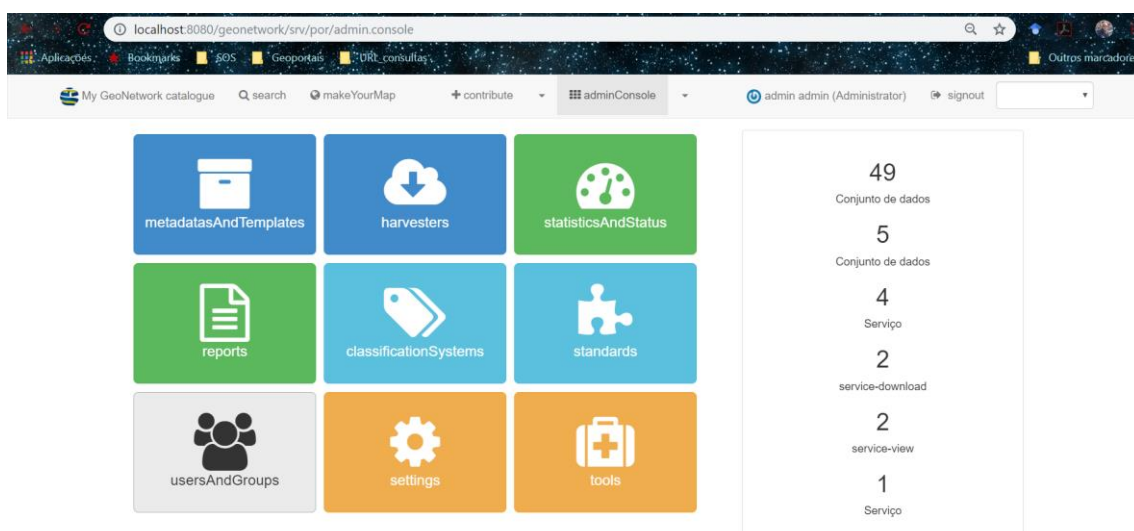 localhost:8080/geonetwork/srv/por/admin.console
Aplicações Bookmarks SOS Geoportais URL_consultas Outros marcadores
My GeoNetwork catalogue search makeYourMap contribute adminConsole admin admin (Administrator) signout
metadatasAndTemplates harvesters statisticsAndStatus
reports classificationSystems standards
usersAndGroups settings tools
49
Conjunto de dados
5
Conjunto de dados
4
Serviço
2
service-download
2
service-view
1
Serviço